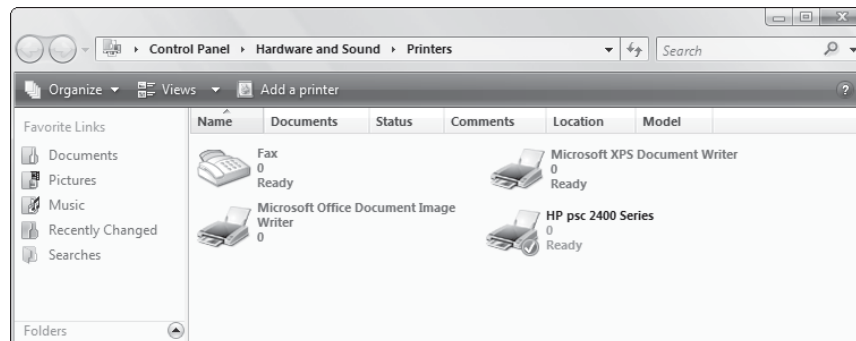 Control Panel Hardware and Sound Printers
Search
Organize Views Add a printer
?
Favorite Links
Documents
Pictures
Music
Recently Changed
Searches
Folders
Name Documents Status Comments Location Model
Fax
0
Ready
Microsoft XPS Document Writer
0
Ready
Microsoft Office Document Image
Writer
0
HP psc 2400 Series
0
Ready